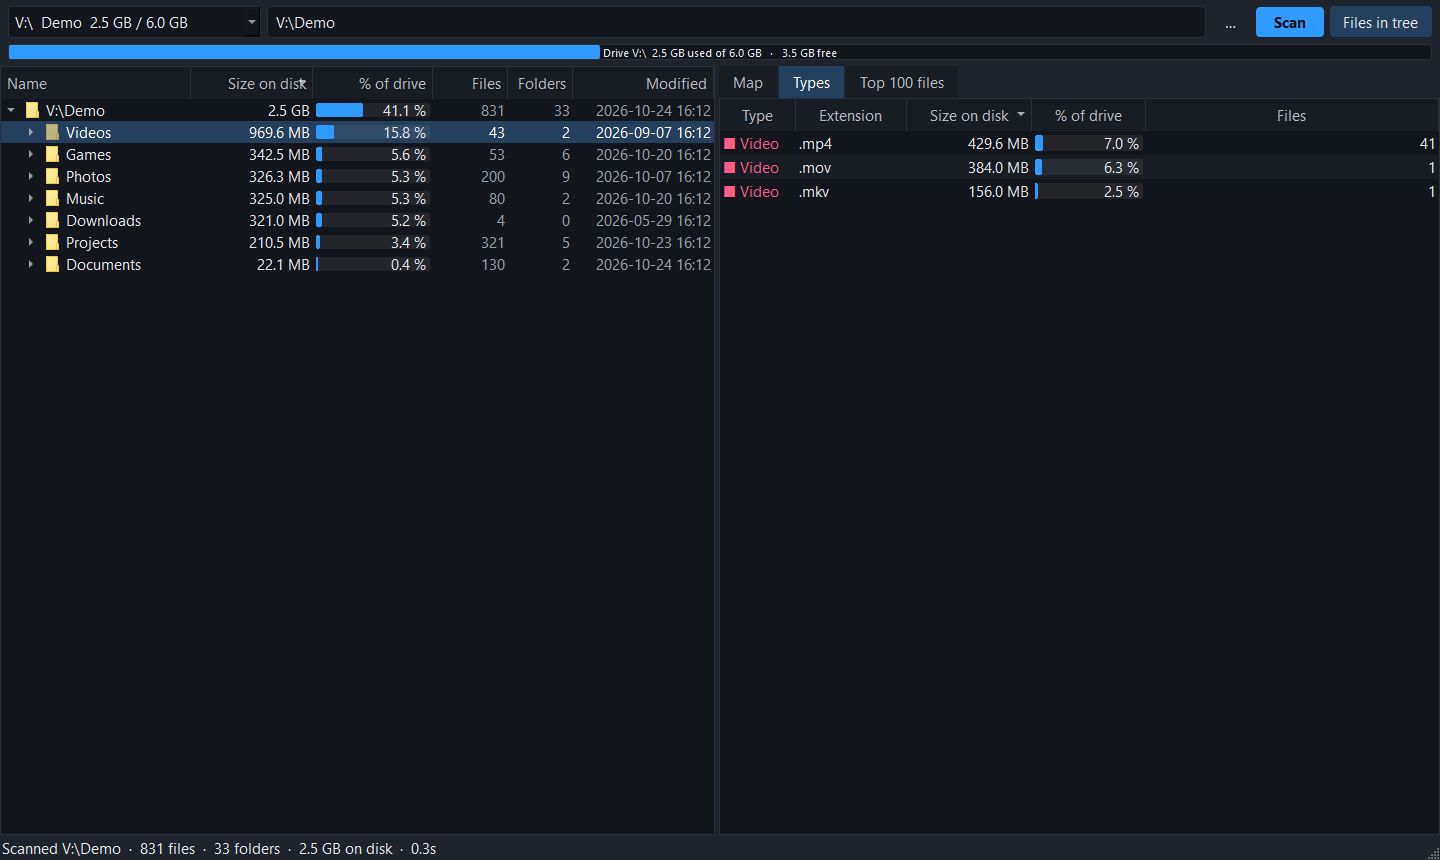 V:\ Demo 2.5 GB / 6.0 GB V:\Demo ... Scan Files in tree
Drive V:\ 2.5 GB used of 6.0 GB · 3.5 GB free
Name Size on disk % of drive Files Folders Modified
V:\Demo 2.5 GB 41.1 % 831 33 2026-10-24 16:12
Videos 969.6 MB 15.8 % 43 2 2026-09-07 16:12
Games 342.5 MB 5.6 % 53 6 2026-10-20 16:12
Photos 326.3 MB 5.3 % 200 9 2026-10-07 16:12
Music 325.0 MB 5.3 % 80 2 2026-10-20 16:12
Downloads 321.0 MB 5.2 % 4 0 2026-05-29 16:12
Projects 210.5 MB 3.4 % 321 5 2026-10-23 16:12
Documents 22.1 MB 0.4 % 130 2 2026-10-24 16:12
Map Types Top 100 files
Type Extension Size on disk % of drive Files
Video .mp4 429.6 MB 7.0 % 41
Video .mov 384.0 MB 6.3 % 1
Video .mkv 156.0 MB 2.5 % 1
Scanned V:\Demo · 831 files · 33 folders · 2.5 GB on disk · 0.3s